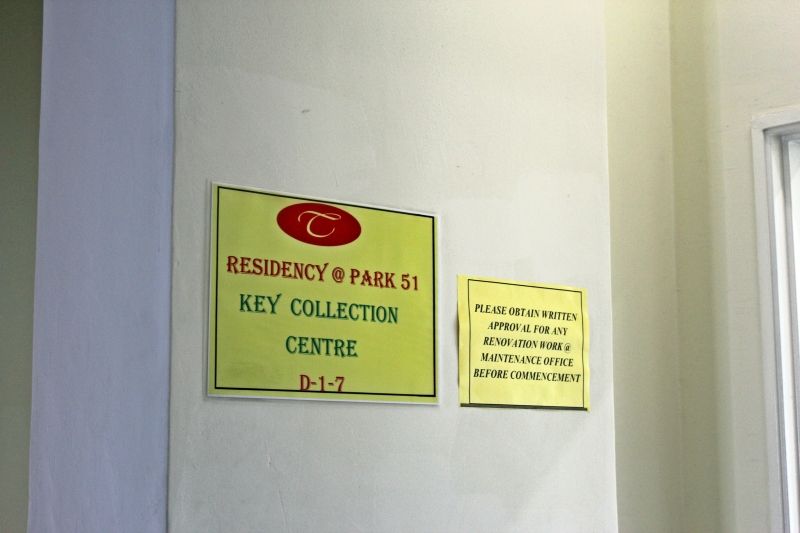 T
RESIDENCY @ PARK 51
KEY COLLECTION
CENTRE
D-1-7
PLEASE OBTAIN WRITTEN
APPROVAL FOR ANY
RENOVATION WORK @
MAINTENANCE OFFICE
BEFORE COMMENCEMENT